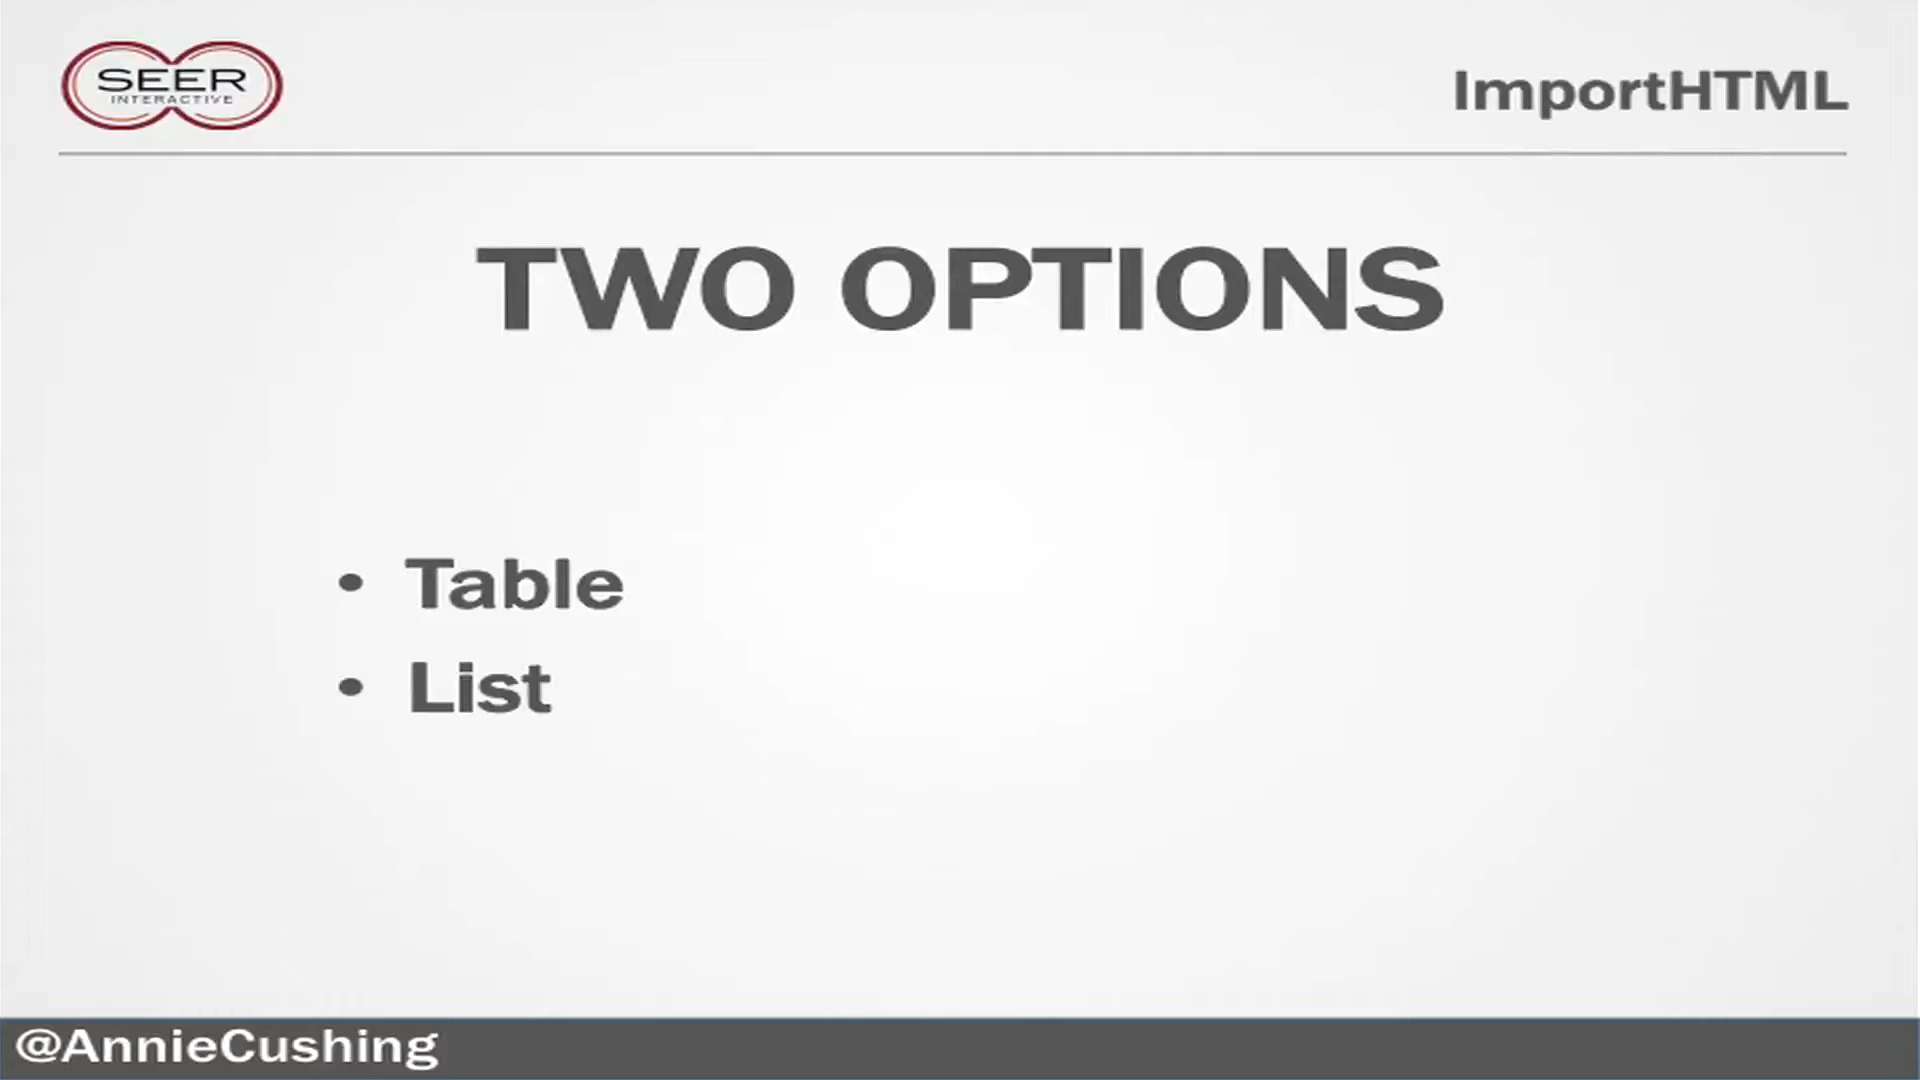 SEER
INTERACTIVE
ImportHTML
TWO OPTIONS
• Table
• List
@AnnieCushing